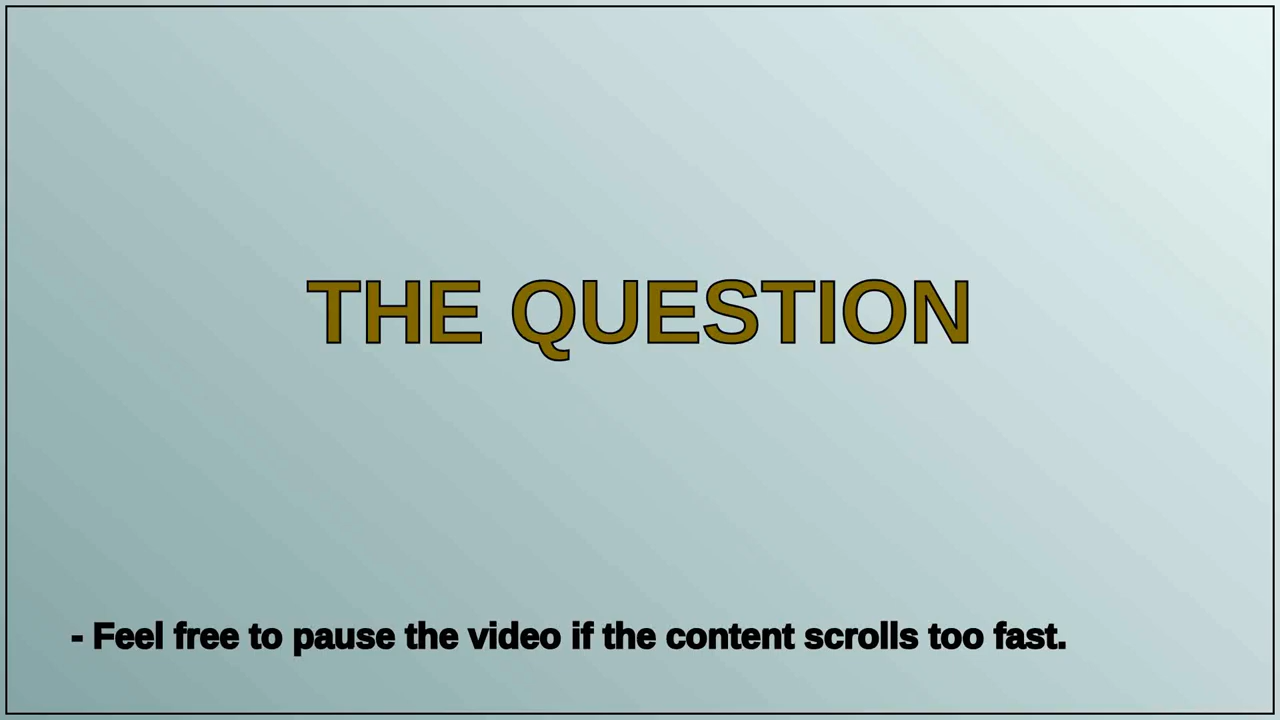 THE QUESTION
- Feel free to pause the video if the content scrolls too fast.